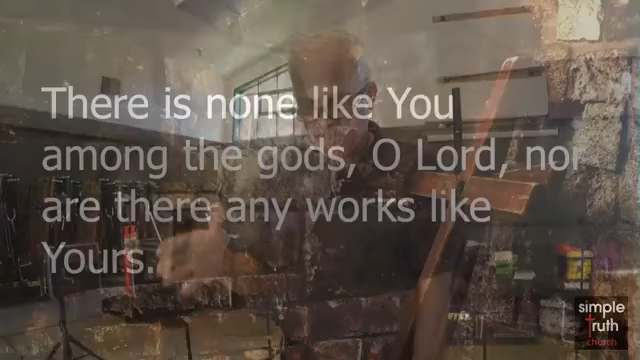 There is none like You
among the gods, O Lord, nor
are there any works like
Yours.
simple
truth
church